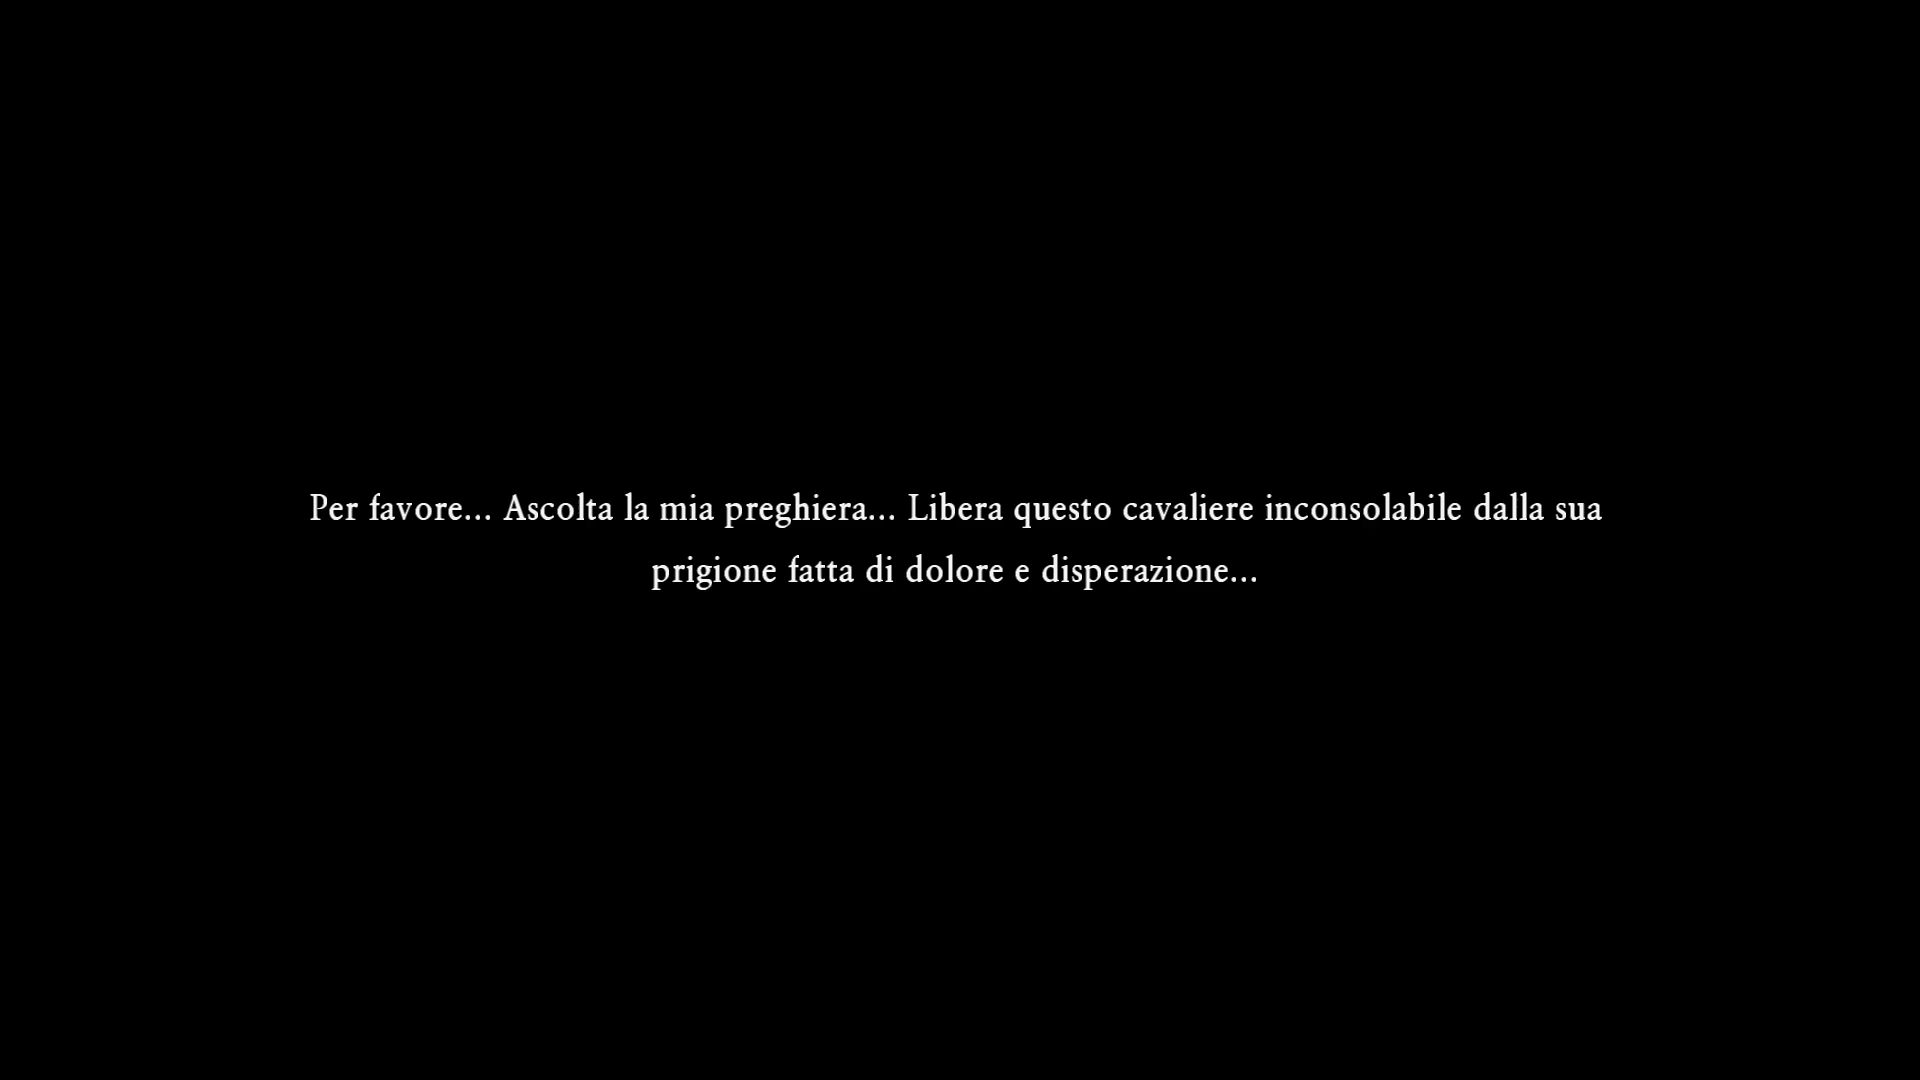 Per favore... Ascolta la mia preghiera... Libera questo cavaliere inconsolabile dalla sua
prigione fatta di dolore e disperazione...